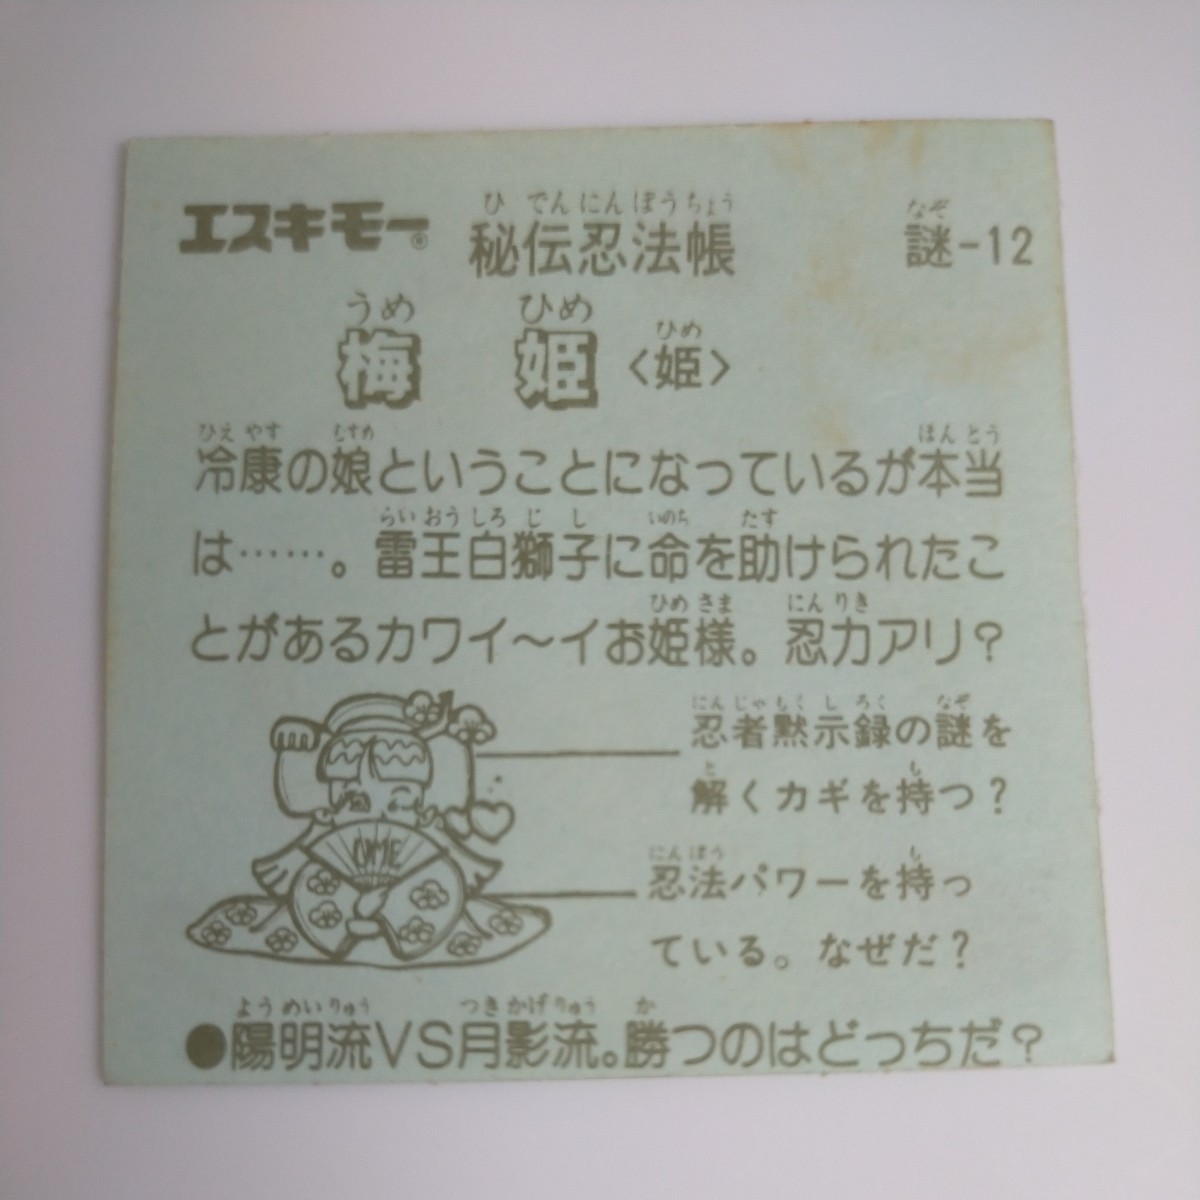 エスキモー® 秘伝忍法帳 謎-12
ひでんにんぽうちょう なぞ
うめ ひめ ひめ
梅姫〈姫〉
ひえやす むすめ ほんとう
冷康の娘ということになっているが本当
らいおうしろじし いのち たす
は……。雷王白獅子に命を助けられたこ
ひめさま にんりき
とがあるカワイ〜イお姫様。忍力アリ？
にんじゃもくしろく なぞ
忍者黙示録の謎を
と も
解くカギを持つ？
UME
にんぽう も
忍法パワーを持っ
ている。なぜだ？
ようめいりゅう つきかげりゅう か
●陽明流VS月影流。勝つのはどっちだ？